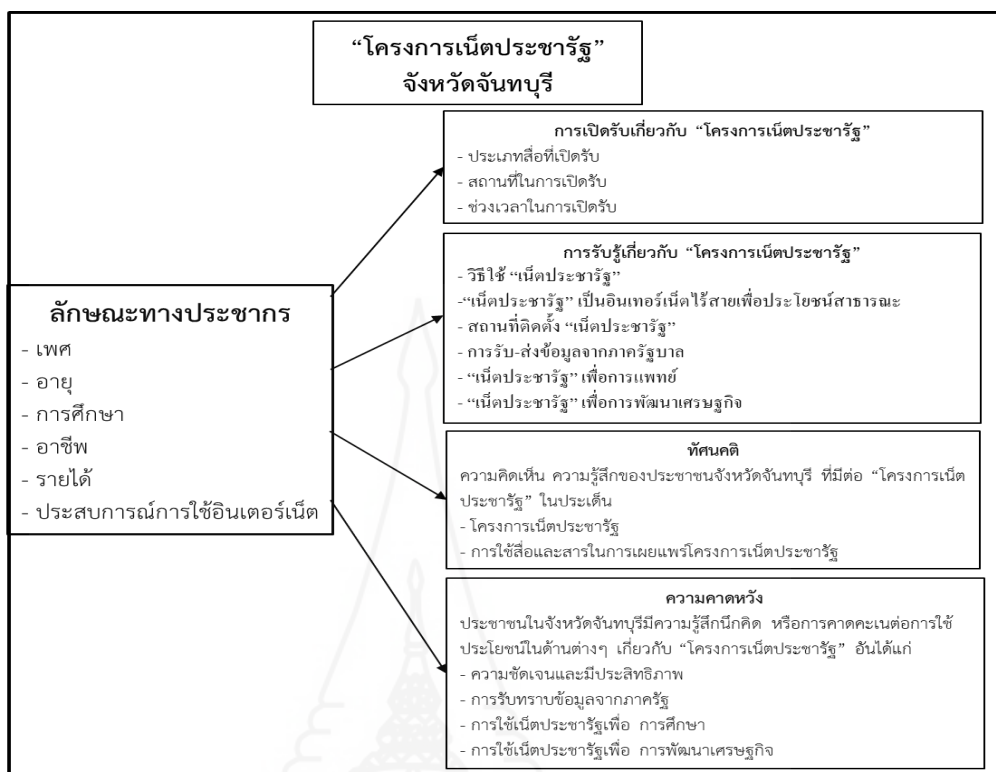 “โครงการเน็ตประชารัฐ”
จังหวัดจันทบุรี
การเปิดรับเกี่ยวกับ “โครงการเน็ตประชารัฐ”
- ประเภทสื่อที่เปิดรับ
- สถานที่ในการเปิดรับ
- ช่วงเวลาในการเปิดรับ
การรับรู้เกี่ยวกับ “โครงการเน็ตประชารัฐ”
- วิธีใช้ “เน็ตประชารัฐ”
-“เน็ตประชารัฐ” เป็นอินเทอร์เน็ตไร้สายเพื่อประโยชน์สาธารณะ
- สถานที่ติดตั้ง “เน็ตประชารัฐ”
- การรับ-ส่งข้อมูลจากภาครัฐบาล
- “เน็ตประชารัฐ” เพื่อการแพทย์
- “เน็ตประชารัฐ” เพื่อการพัฒนาเศรษฐกิจ
ลักษณะทางประชากร
- เพศ
- อายุ
- การศึกษา
- อาชีพ
- รายได้
- ประสบการณ์การใช้อินเตอร์เน็ต
ทัศนคติ
ความคิดเห็น ความรู้สึกของประชาชนจังหวัดจันทบุรี ที่มีต่อ “โครงการเน็ต
ประชารัฐ” ในประเด็น
- โครงการเน็ตประชารัฐ
- การใช้สื่อและสารในการเผยแพร่โครงการเน็ตประชารัฐ
ความคาดหวัง
ประชาชนในจังหวัดจันทบุรีมีความรู้สึกนึกคิด หรือการคาดคะเนต่อการใช้
ประโยชน์ในด้านต่างๆ เกี่ยวกับ “โครงการเน็ตประชารัฐ” อันได้แก่
- ความชัดเจนและมีประสิทธิภาพ
- การรับทราบข้อมูลจากภาครัฐ
- การใช้เน็ตประชารัฐเพื่อ การศึกษา
- การใช้เน็ตประชารัฐเพื่อ การพัฒนาเศรษฐกิจ